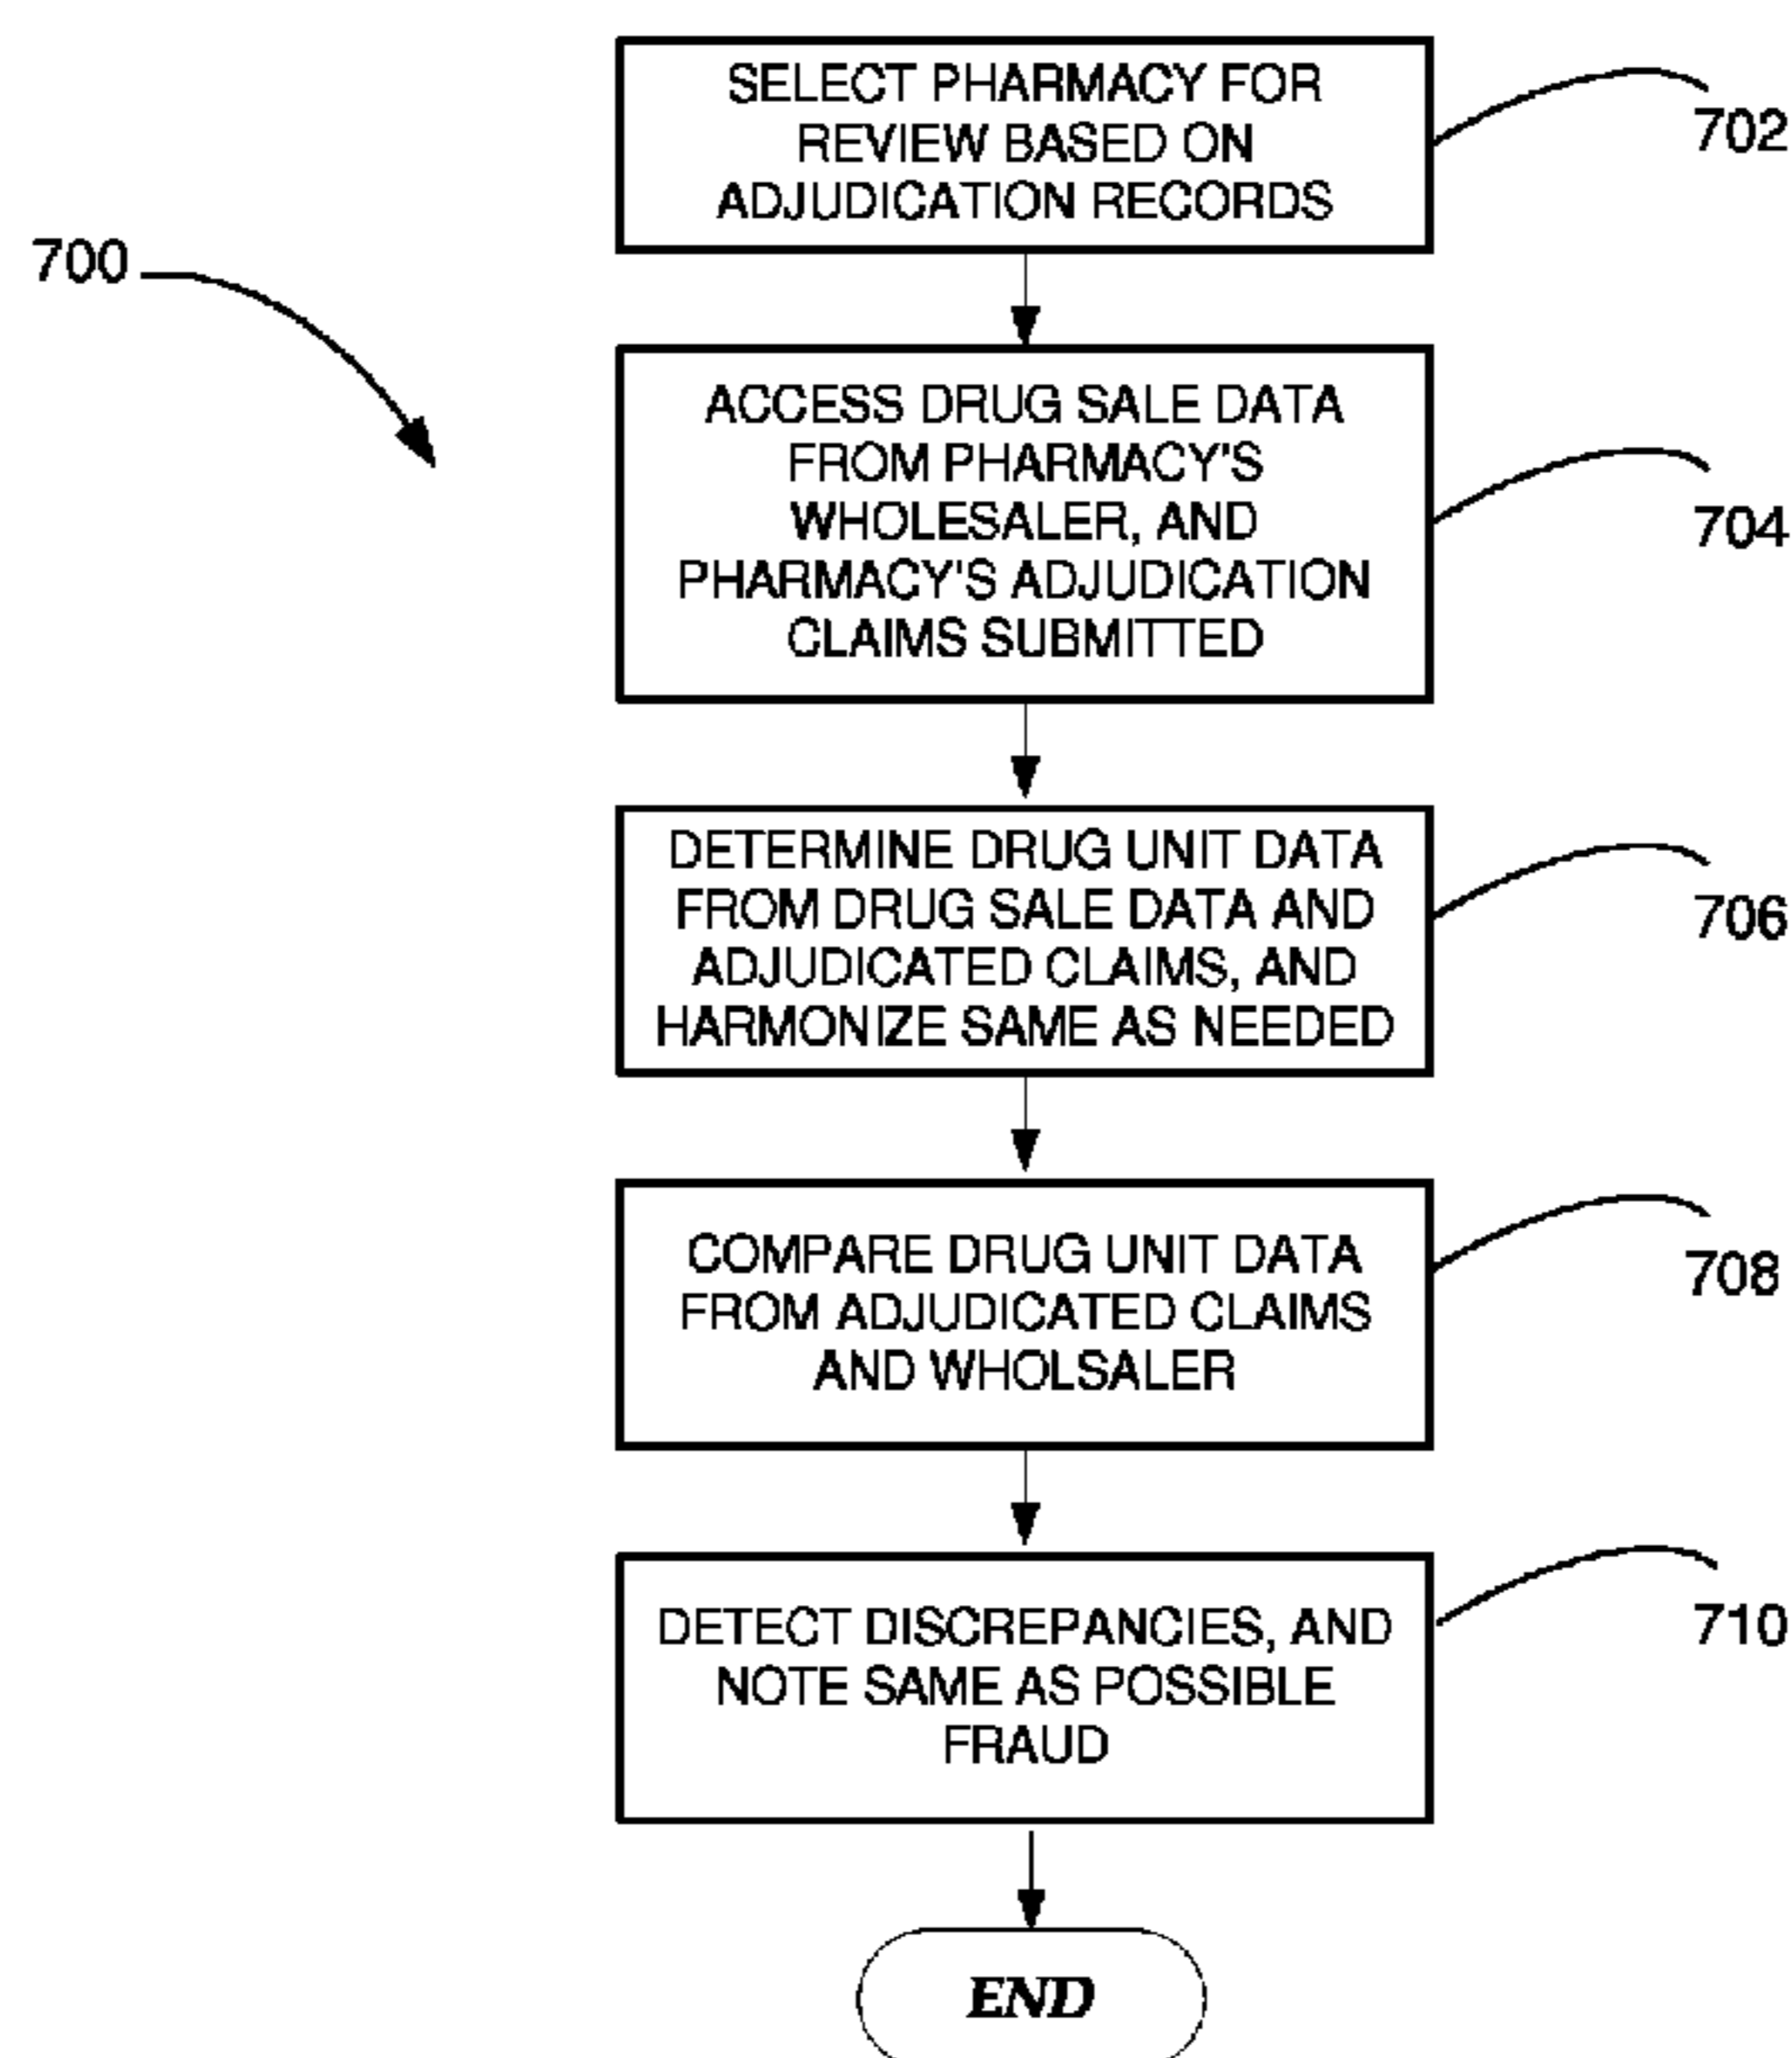 SELECT PHARMACY FOR
REVIEW BASED ON
ADJUDICATION RECORDS
702
700
ACCESS DRUG SALE DATA
FROM PHARMACY'S
WHOLESALER, AND
PHARMACY'S ADJUDICATION
CLAIMS SUBMITTED
704
DETERMINE DRUG UNIT DATA
FROM DRUG SALE DATA AND
ADJUDICATED CLAIMS, AND
HARMONIZE SAME AS NEEDED
706
COMPARE DRUG UNIT DATA
FROM ADJUDICATED CLAIMS
AND WHOLSALER
708
DETECT DISCREPANCIES, AND
NOTE SAME AS POSSIBLE
FRAUD
710
END